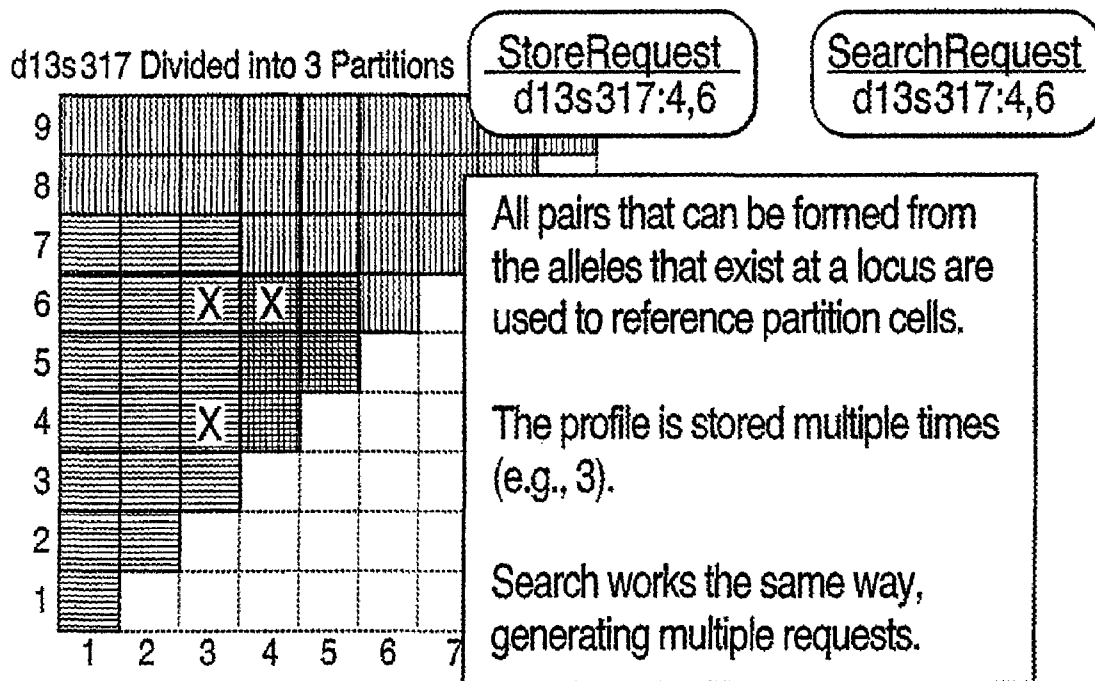 d13s317 Divided into 3 Partitions
StoreRequest
d13s317:4,6
SearchRequest
d13s317:4,6
9
8
7
6 X X
5
4 X
3
2
1
1 2 3 4 5 6 7
All pairs that can be formed from
the alleles that exist at a locus are
used to reference partition cells.
The profile is stored multiple times
(e.g., 3).
Search works the same way,
generating multiple requests.